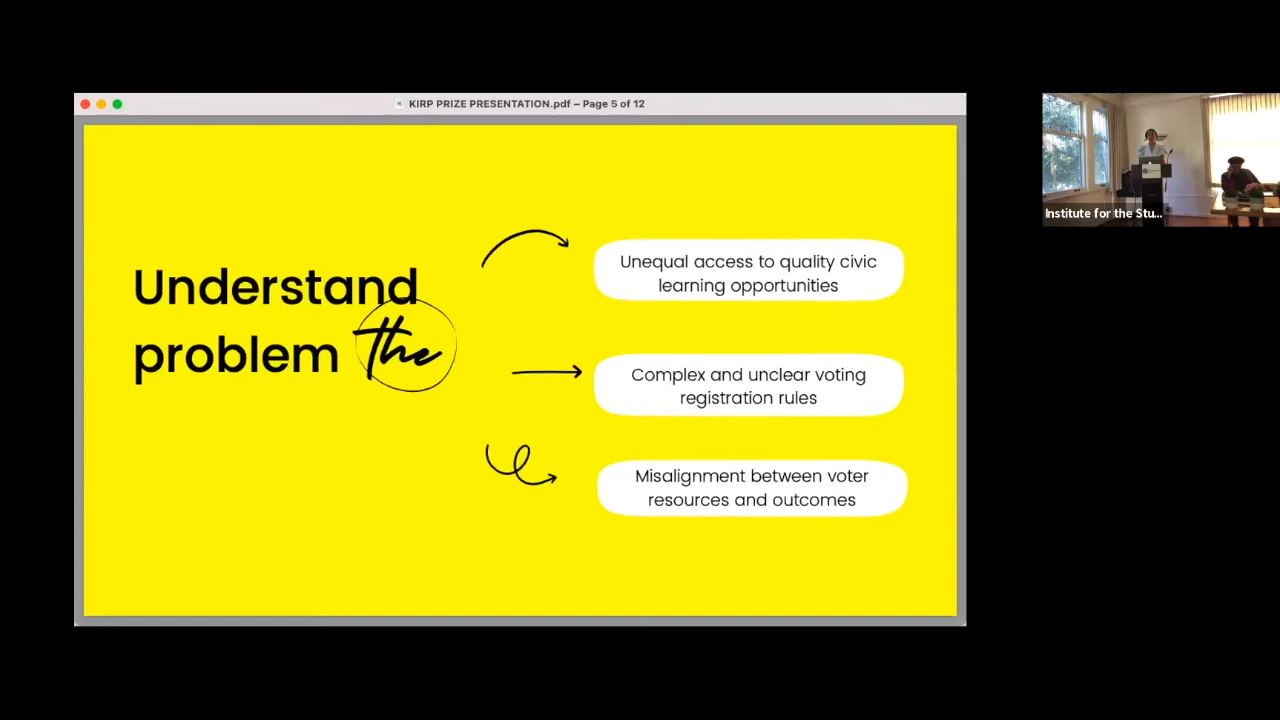 KIRP PRIZE PRESENTATION.pdf – Page 5 of 12
Understand
problem the
Unequal access to quality civic
learning opportunities
Complex and unclear voting
registration rules
Misalignment between voter
resources and outcomes
Institute for the Stu...